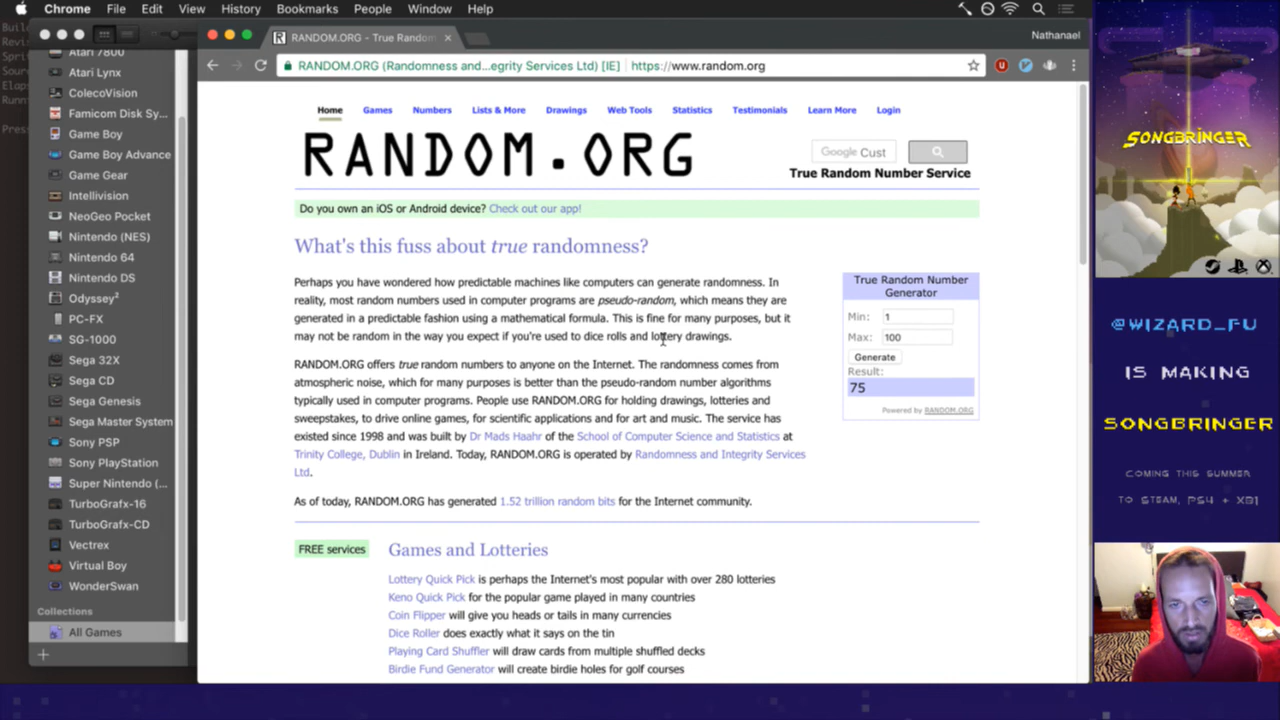 Chrome File Edit View History Bookmarks People Window Help
RANDOM.ORG - True Random
Nathanael
RANDOM.ORG (Randomness and...egrity Services Ltd) [IE] https://www.random.org
Atari 7800
Atari Lynx
ColecoVision
Famicom Disk Sy...
Game Boy
Game Boy Advance
Game Gear
Intellivision
NeoGeo Pocket
Nintendo (NES)
Nintendo 64
Nintendo DS
Odyssey²
PC-FX
SG-1000
Sega 32X
Sega CD
Sega Genesis
Sega Master System
Sony PSP
Sony PlayStation
Super Nintendo (...
TurboGrafx-16
TurboGrafx-CD
Vectrex
Virtual Boy
WonderSwan
Collections
All Games
Home Games Numbers Lists & More Drawings Web Tools Statistics Testimonials Learn More Login
RANDOM.ORG
Google Cust
True Random Number Service
Do you own an iOS or Android device? Check out our app!
What's this fuss about true randomness?
Perhaps you have wondered how predictable machines like computers can generate randomness. In
reality, most random numbers used in computer programs are pseudo-random, which means they are
generated in a predictable fashion using a mathematical formula. This is fine for many purposes, but it
may not be random in the way you expect if you're used to dice rolls and lottery drawings.
RANDOM.ORG offers true random numbers to anyone on the Internet. The randomness comes from
atmospheric noise, which for many purposes is better than the pseudo-random number algorithms
typically used in computer programs. People use RANDOM.ORG for holding drawings, lotteries and
sweepstakes, to drive online games, for scientific applications and for art and music. The service has
existed since 1998 and was built by Dr Mads Haahr of the School of Computer Science and Statistics at
Trinity College, Dublin in Ireland. Today, RANDOM.ORG is operated by Randomness and Integrity Services
Ltd.
As of today, RANDOM.ORG has generated 1.52 trillion random bits for the Internet community.
True Random Number
Generator
Min: 1
Max: 100
Generate
Result:
75
Powered by RANDOM.ORG
FREE services
Games and Lotteries
Lottery Quick Pick is perhaps the Internet's most popular with over 280 lotteries
Keno Quick Pick for the popular game played in many countries
Coin Flipper will give you heads or tails in many currencies
Dice Roller does exactly what it says on the tin
Playing Card Shuffler will draw cards from multiple shuffled decks
Birdie Fund Generator will create birdie holes for golf courses
SONGBRINGER
@WIZARD_FU
IS MAKING
SONGBRINGER
COMING THIS SUMMER
TO STEAM, PS4 + XB1